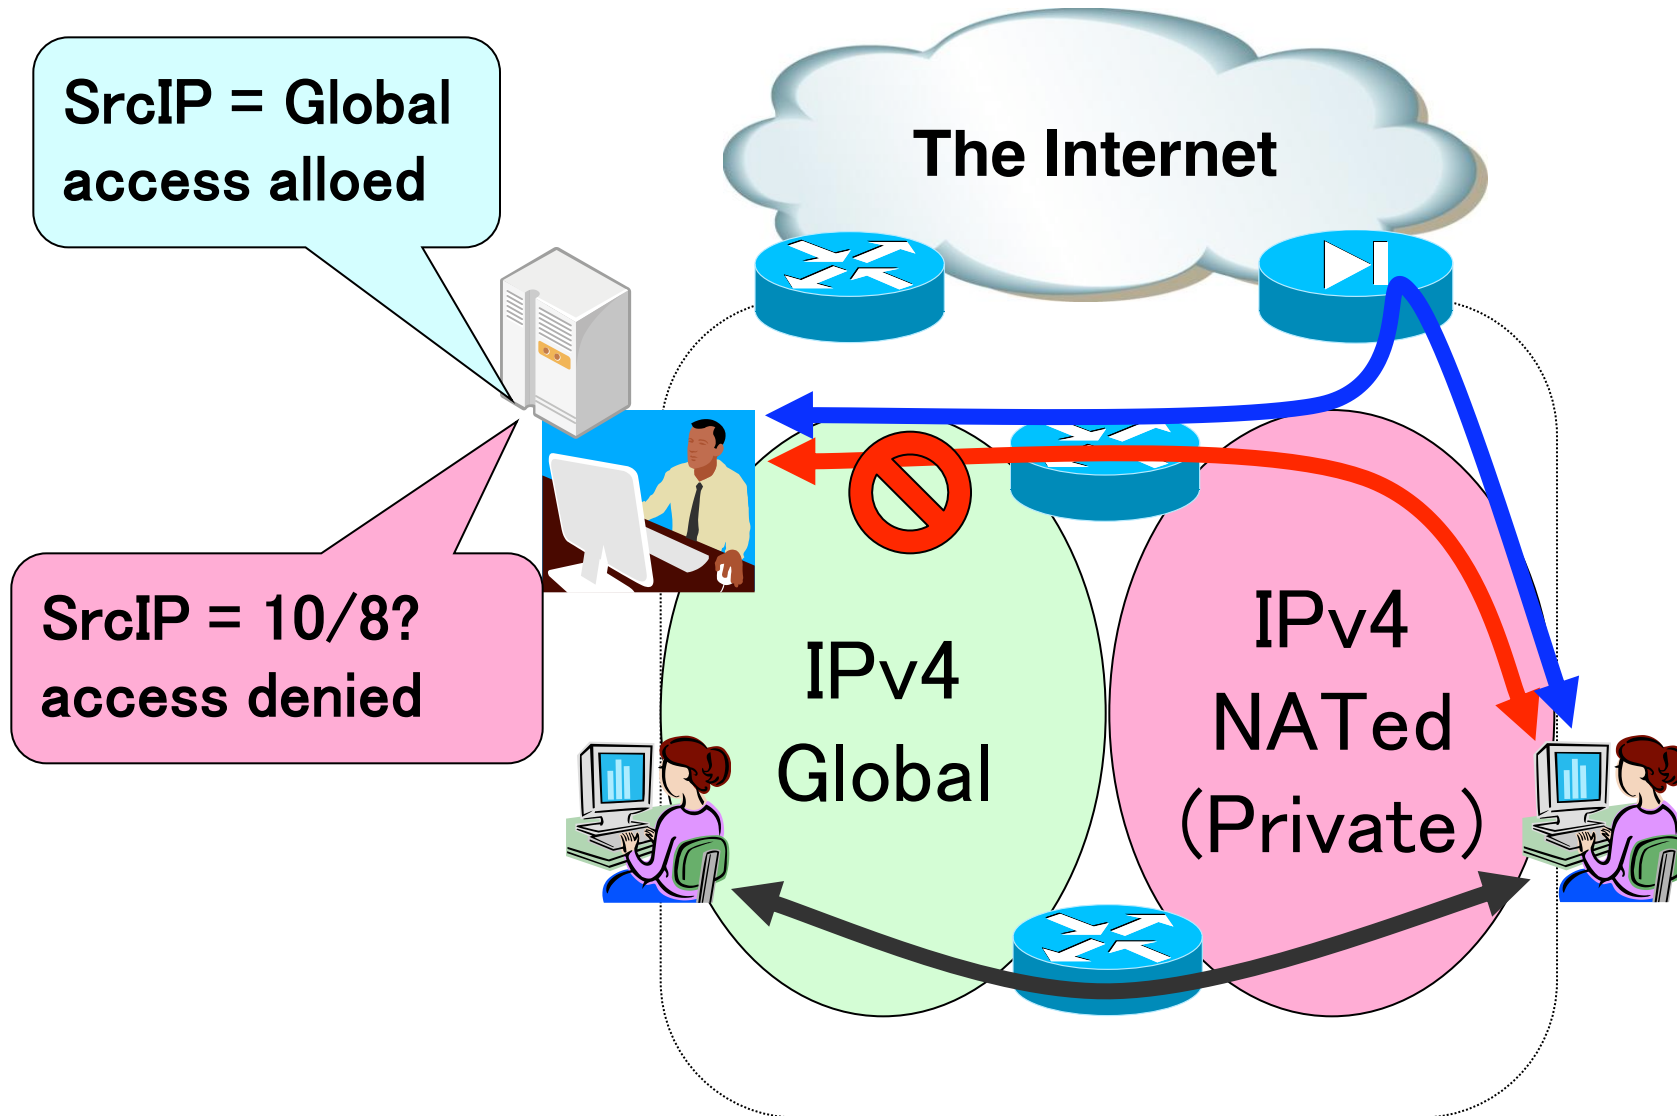 SrcIP = Global
access alloed
The Internet
SrcIP = 10/8?
access denied
IPv4
Global
IPv4
NATed
(Private)